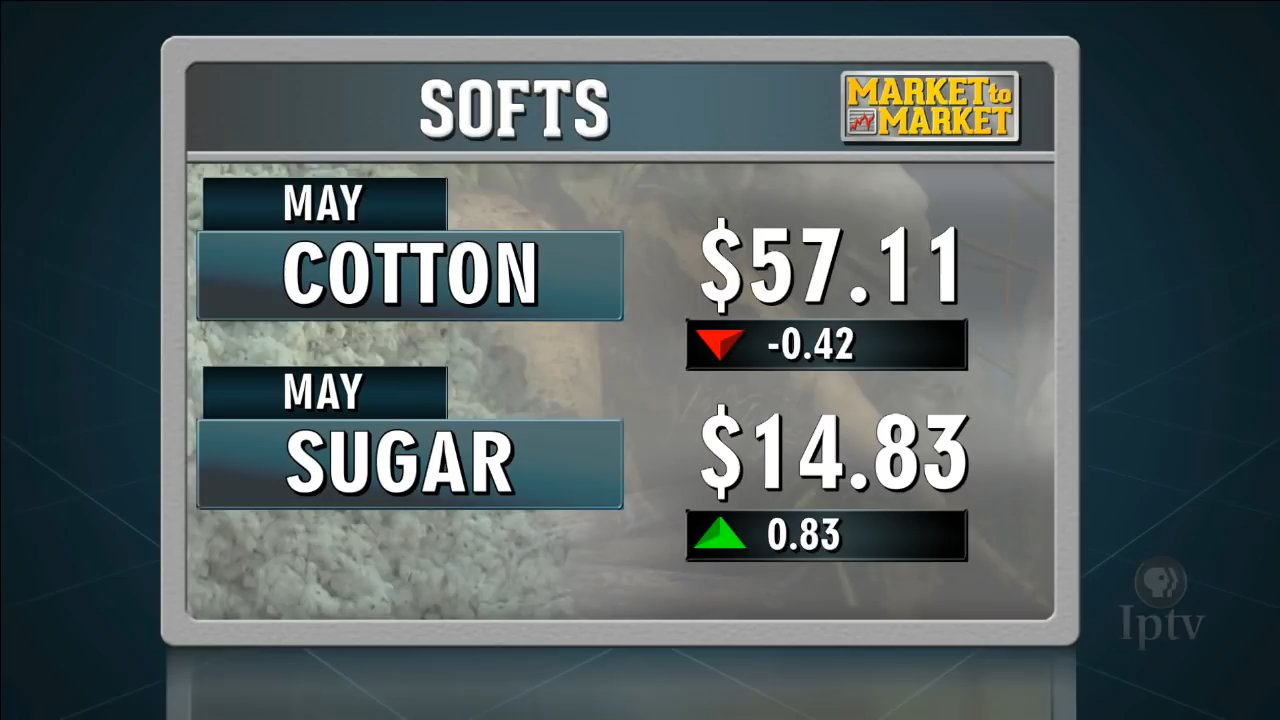 SOFTS
MARKET to
MARKET
MAY
COTTON
$57.11
-0.42
MAY
SUGAR
$14.83
0.83
Iptv